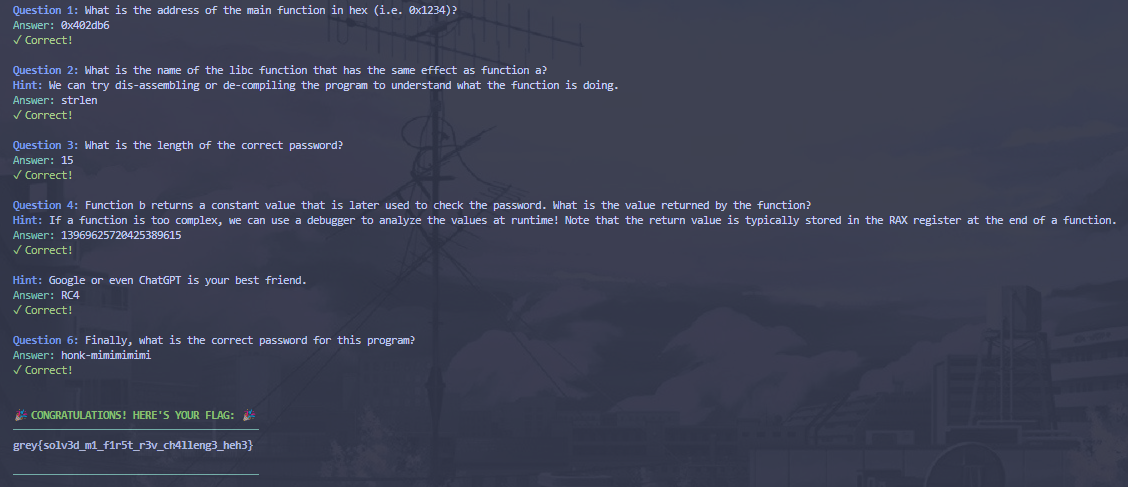 Question 1: What is the address of the main function in hex (i.e. 0x1234)?
Answer: 0x402db6
✓ Correct!
Question 2: What is the name of the libc function that has the same effect as function a?
Hint: We can try dis-assembling or de-compiling the program to understand what the function is doing.
Answer: strlen
✓ Correct!
Question 3: What is the length of the correct password?
Answer: 15
✓ Correct!
Question 4: Function b returns a constant value that is later used to check the password. What is the value returned by the function?
Hint: If a function is too complex, we can use a debugger to analyze the values at runtime! Note that the return value is typically stored in the RAX register at the end of a function.
Answer: 13969625720425389615
✓ Correct!
Hint: Google or even ChatGPT is your best friend.
Answer: RC4
✓ Correct!
Question 6: Finally, what is the correct password for this program?
Answer: honk-mimimimimi
✓ Correct!
🎉 CONGRATULATIONS! HERE'S YOUR FLAG: 🎉
grey{solv3d_m1_f1r5t_r3v_ch4lleng3_heh3}